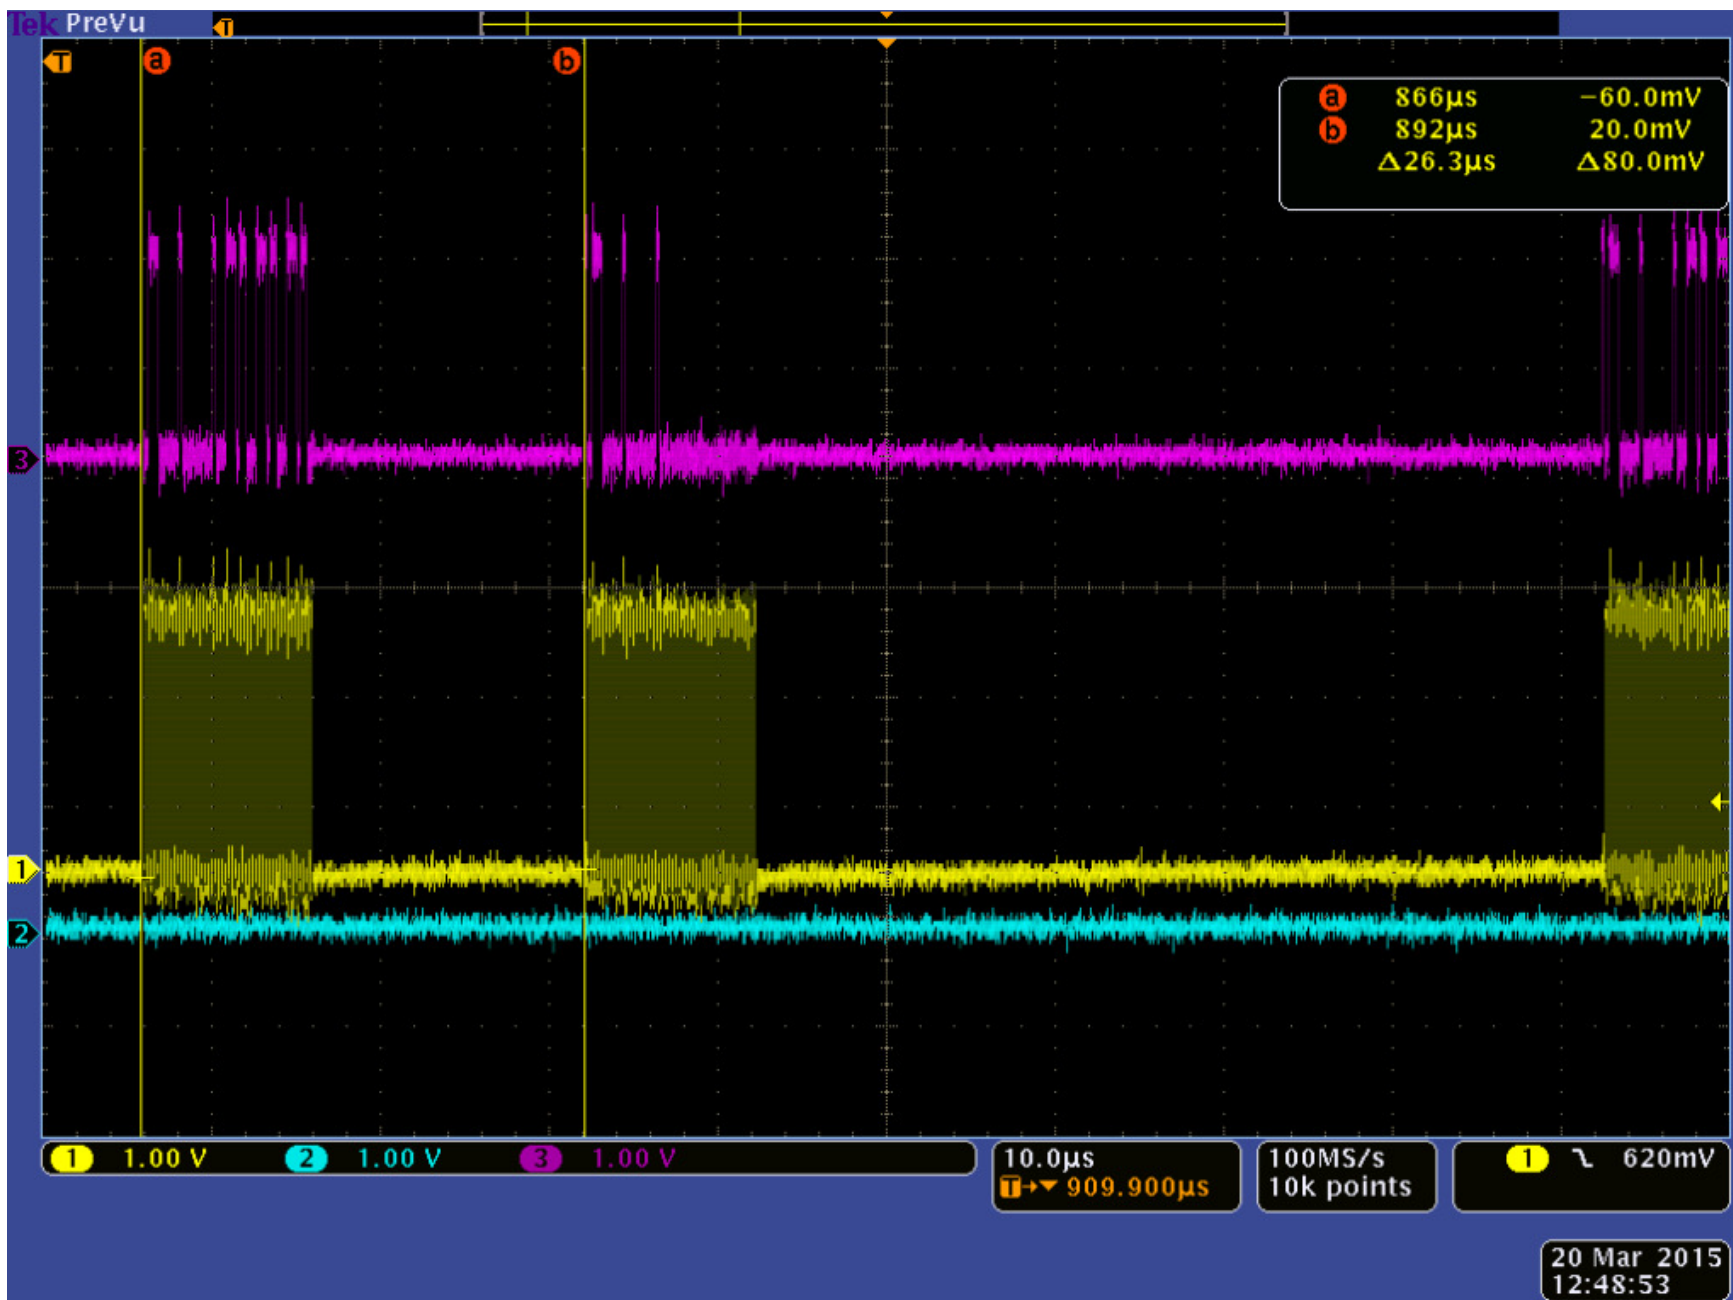 Tek PreVu
T
T a b
a 866µs −60.0mV
b 892µs 20.0mV
Δ26.3µs Δ80.0mV
3
1
2
1 1.00 V 2 1.00 V 3 1.00 V
10.0µs
T→▼ 909.900µs
100MS/s
10k points
1 620mV
20 Mar 2015
12:48:53